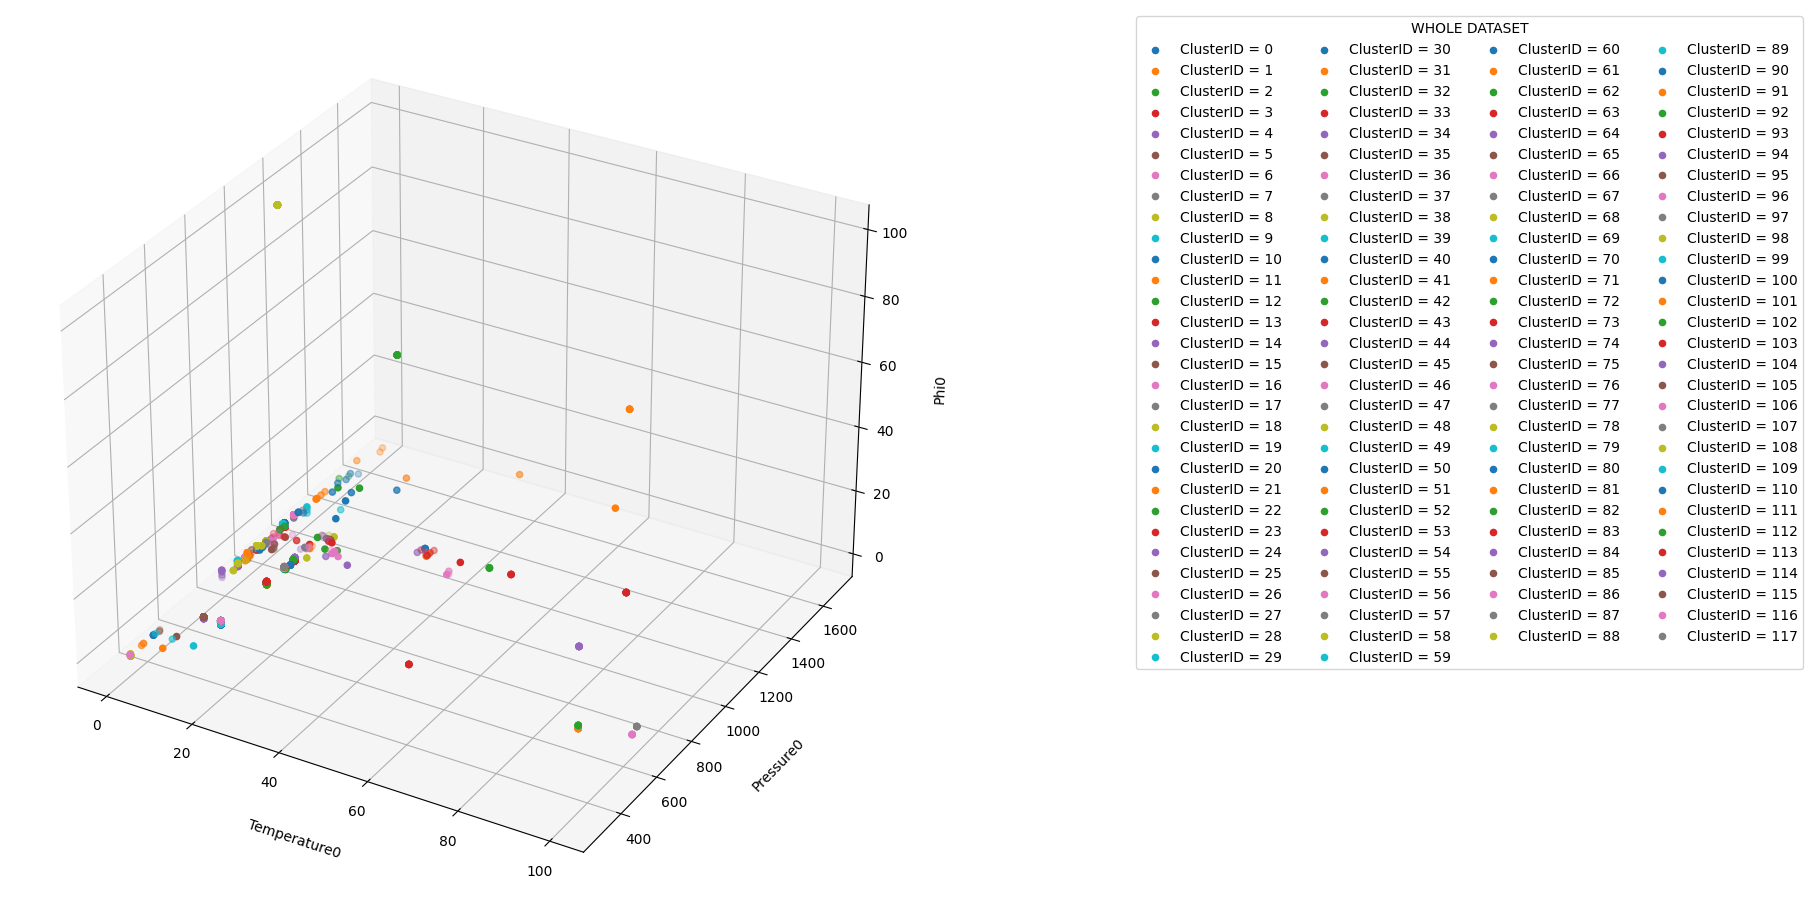 WHOLE DATASET
ClusterID = 0
ClusterID = 1
ClusterID = 2
ClusterID = 3
ClusterID = 4
ClusterID = 5
ClusterID = 6
ClusterID = 7
ClusterID = 8
ClusterID = 9
ClusterID = 10
ClusterID = 11
ClusterID = 12
ClusterID = 13
ClusterID = 14
ClusterID = 15
ClusterID = 16
ClusterID = 17
ClusterID = 18
ClusterID = 19
ClusterID = 20
ClusterID = 21
ClusterID = 22
ClusterID = 23
ClusterID = 24
ClusterID = 25
ClusterID = 26
ClusterID = 27
ClusterID = 28
ClusterID = 29
ClusterID = 30
ClusterID = 31
ClusterID = 32
ClusterID = 33
ClusterID = 34
ClusterID = 35
ClusterID = 36
ClusterID = 37
ClusterID = 38
ClusterID = 39
ClusterID = 40
ClusterID = 41
ClusterID = 42
ClusterID = 43
ClusterID = 44
ClusterID = 45
ClusterID = 46
ClusterID = 47
ClusterID = 48
ClusterID = 49
ClusterID = 50
ClusterID = 51
ClusterID = 52
ClusterID = 53
ClusterID = 54
ClusterID = 55
ClusterID = 56
ClusterID = 57
ClusterID = 58
ClusterID = 59
ClusterID = 60
ClusterID = 61
ClusterID = 62
ClusterID = 63
ClusterID = 64
ClusterID = 65
ClusterID = 66
ClusterID = 67
ClusterID = 68
ClusterID = 69
ClusterID = 70
ClusterID = 71
ClusterID = 72
ClusterID = 73
ClusterID = 74
ClusterID = 75
ClusterID = 76
ClusterID = 77
ClusterID = 78
ClusterID = 79
ClusterID = 80
ClusterID = 81
ClusterID = 82
ClusterID = 83
ClusterID = 84
ClusterID = 85
ClusterID = 86
ClusterID = 87
ClusterID = 88
ClusterID = 89
ClusterID = 90
ClusterID = 91
ClusterID = 92
ClusterID = 93
ClusterID = 94
ClusterID = 95
ClusterID = 96
ClusterID = 97
ClusterID = 98
ClusterID = 99
ClusterID = 100
ClusterID = 101
ClusterID = 102
ClusterID = 103
ClusterID = 104
ClusterID = 105
ClusterID = 106
ClusterID = 107
ClusterID = 108
ClusterID = 109
ClusterID = 110
ClusterID = 111
ClusterID = 112
ClusterID = 113
ClusterID = 114
ClusterID = 115
ClusterID = 116
ClusterID = 117
100
80
60
40
20
0
Phi0
1600
1400
1200
1000
800
600
400
Pressure0
0
20
40
60
80
100
Temperature0